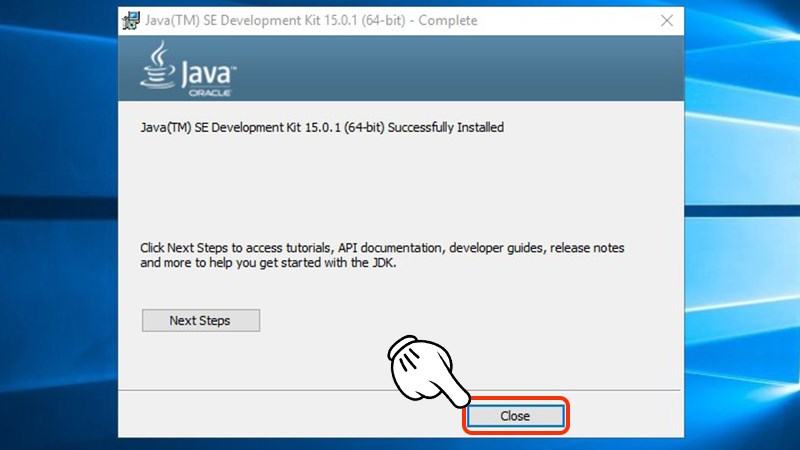 Java(TM) SE Development Kit 15.0.1 (64-bit) - Complete
Java™
ORACLE
Java(TM) SE Development Kit 15.0.1 (64-bit) Successfully Installed
Click Next Steps to access tutorials, API documentation, developer guides, release notes
and more to help you get started with the JDK.
Next Steps
Close